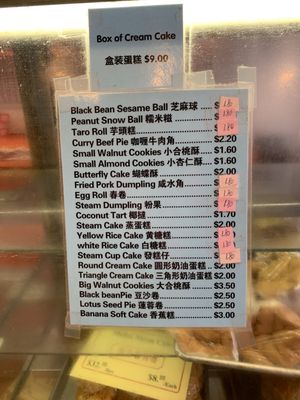 Box of Cream Cake
盒装蛋糕 $9.00
Black Bean Sesame Ball 芝麻球 ..... $
Peanut Snow Ball 糯米糍 ........ $
Taro Roll 芋頭糕 ........ $
Curry Beef Pie 咖喱牛肉角 ........ $2.20
Small Walnut Cookies 小合桃酥 .... $1.60
Small Almond Cookies 小杏仁酥 .... $1.60
Butterfly Cake 蝴蝶酥 ........ $2.00
Fried Pork Dumpling 咸水角 ....... $
Egg Roll 春卷 ........ $
Steam Dumpling 粉果 ........ $
Coconut Tart 椰撻 ........ $1.70
Steam Cake 蒸蛋糕 ........ $2.00
Yellow Rice Cake 黄糖糕 ........ $
white Rice Cake 白糖糕 ........ $
Steam Cup Cake 發糕仔 ........ $
Round Cream Cake 圓形奶油蛋糕 ... $2.00
Triangle Cream Cake 三角形奶油蛋糕 $2.00
Big Walnut Cookies 大合桃酥 ...... $3.50
Black beanPie 豆沙卷 ........ $2.50
Lotus Seed Pie 蓮蓉卷 ........ $2.50
Banana Soft Cake 香蕉糕 ........ $3.00